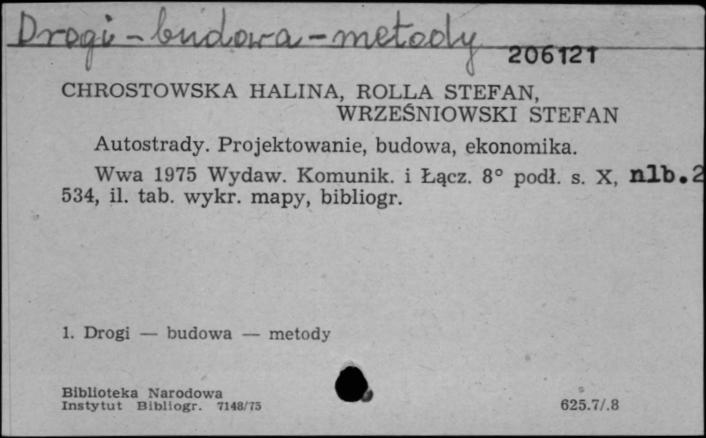 Drogi - budowa - metody
206121
CHROSTOWSKA HALINA, ROLLA STEFAN,
WRZEŚNIOWSKI STEFAN
Autostrady. Projektowanie, budowa, ekonomika.
Wwa 1975 Wydaw. Komunik. i Łącz. 8° podł. s. X, nlb.2
534, il. tab. wykr. mapy, bibliogr.
1. Drogi — budowa — metody
Biblioteka Narodowa
Instytut Bibliogr. 7148/75
625.7/.8